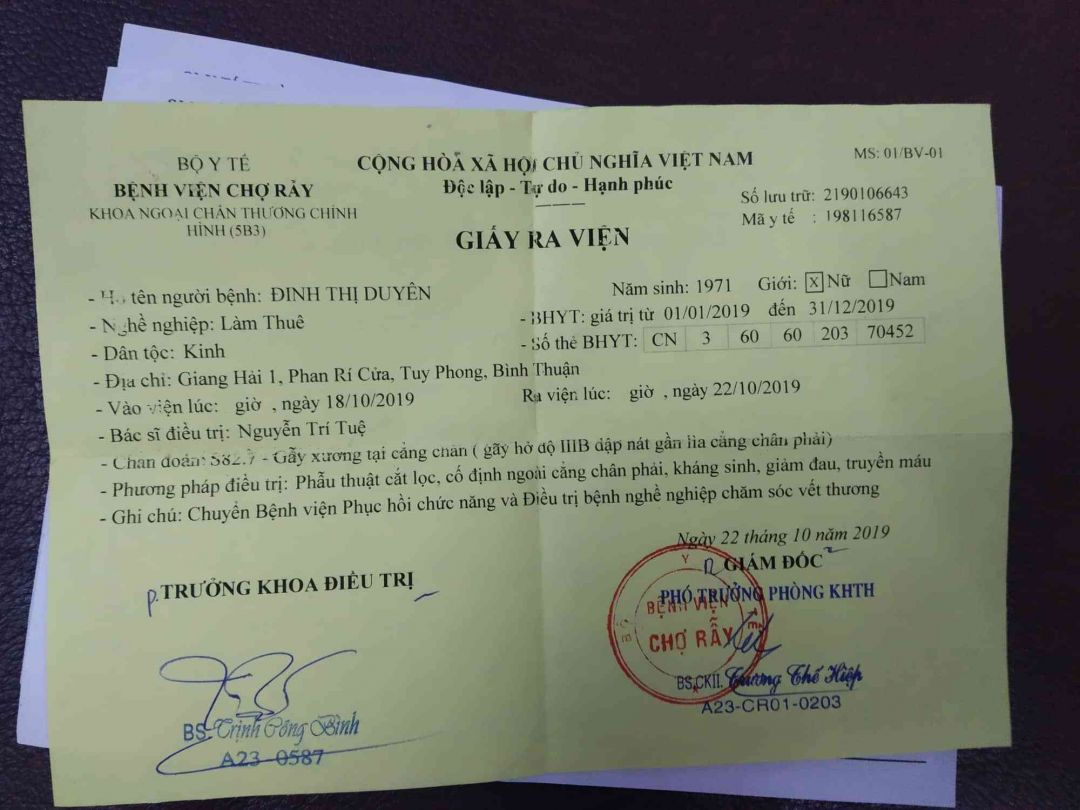 BỘ Y TẾ
BỆNH VIỆN CHỢ RẪY
KHOA NGOẠI CHẤN THƯƠNG CHỈNH
HÌNH (5B3)
CỘNG HÒA XÃ HỘI CHỦ NGHĨA VIỆT NAM
Độc lập - Tự do - Hạnh phúc
MS: 01/BV-01
Số lưu trữ: 2190106643
Mã y tế : 198116587
GIẤY RA VIỆN
- Họ tên người bệnh: ĐINH THỊ DUYÊN Năm sinh: 1971 Giới: X Nữ Nam
- Nghề nghiệp: Làm Thuê - BHYT: giá trị từ 01/01/2019 đến 31/12/2019
- Dân tộc: Kinh - Số thẻ BHYT: CN 3 60 60 203 70452
- Địa chỉ: Giang Hải 1, Phan Rí Cửa, Tuy Phong, Bình Thuận
- Vào viện lúc: giờ , ngày 18/10/2019 Ra viện lúc: giờ , ngày 22/10/2019
- Bác sĩ điều trị: Nguyễn Trí Tuệ
- Chẩn đoán: S82.7 - Gẫy xương tại cẳng chân ( gãy hở độ IIIB dập nát gần lìa cẳng chân phải)
- Phương pháp điều trị: Phẫu thuật cắt lọc, cố định ngoài cẳng chân phải, kháng sinh, giảm đau, truyền máu
- Ghi chú: Chuyển Bệnh viện Phục hồi chức năng và Điều trị bệnh nghề nghiệp chăm sóc vết thương
Ngày 22 tháng 10 năm 2019
P. TRƯỞNG KHOA ĐIỀU TRỊ
GIÁM ĐỐC
PHÓ TRƯỞNG PHÒNG KHTH
BỘ Y TẾ
BỆNH VIỆN
CHỢ RẪY
BS.CKII. Trương Thế Hiệp
A23-CR01-0203
BS-Trịnh Công Bình
A23-0587